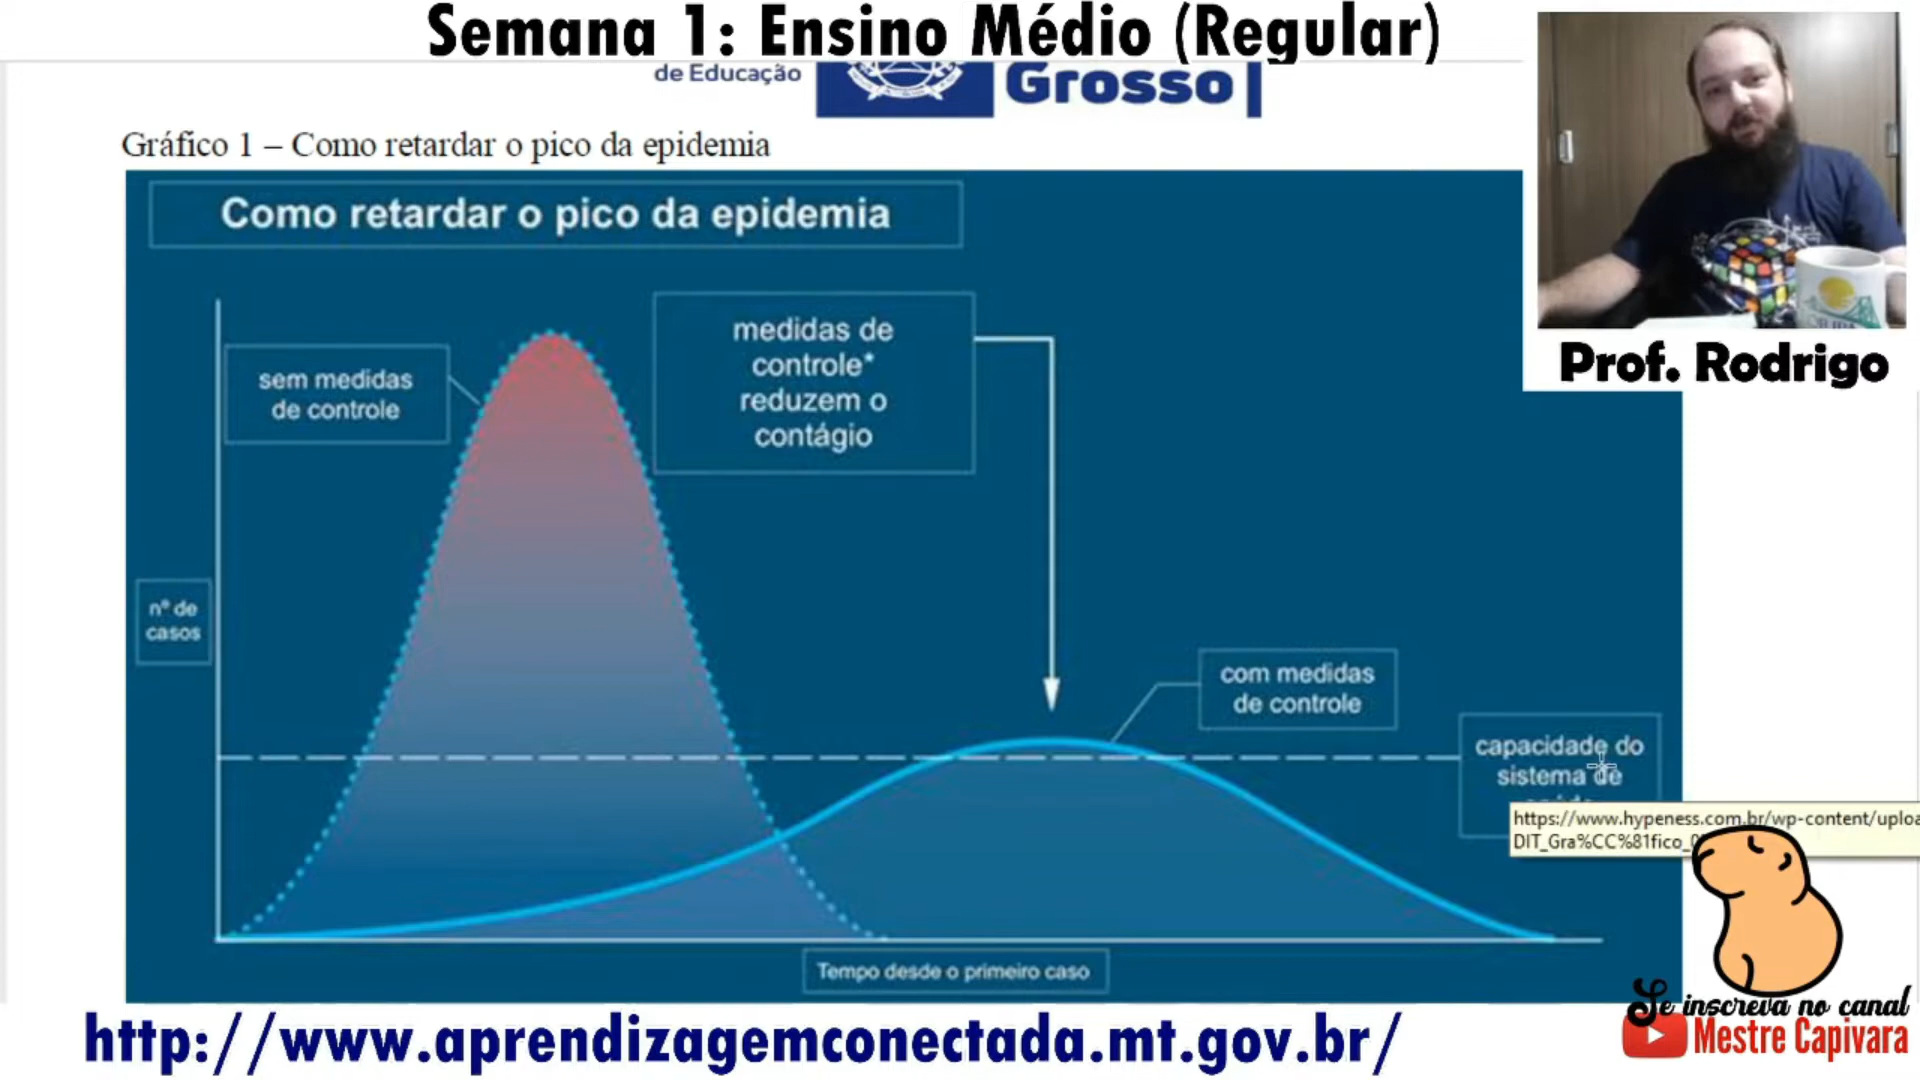 Semana 1: Ensino Médio (Regular)
de Educação
Grosso
Gráfico 1 – Como retardar o pico da epidemia
Como retardar o pico da epidemia
sem medidas
de controle
medidas de
controle*
reduzem o
contágio
Prof. Rodrigo
nº de
casos
com medidas
de controle
capacidade do
sistema de
https://www.hypeness.com.br/wp-content/uploa
DIT_Gra%CC%81fico_0
Tempo desde o primeiro caso
Se inscreva no canal
Mestre Capivara
http://www.aprendizagemconectada.mt.gov.br/